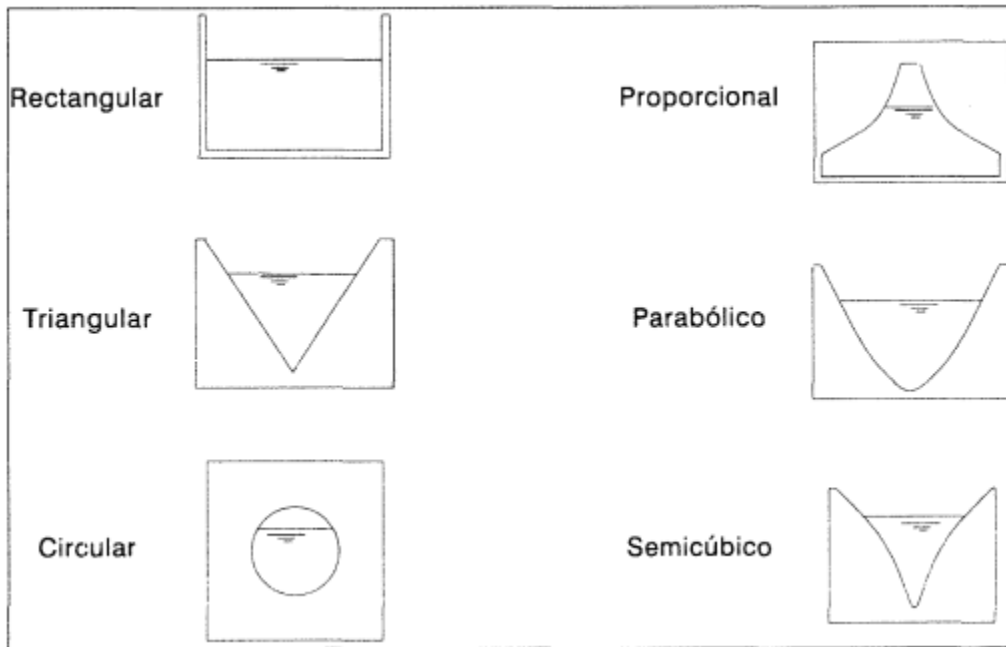 Rectangular
Proporcional
Triangular
Parabólico
Circular
Semicúbico